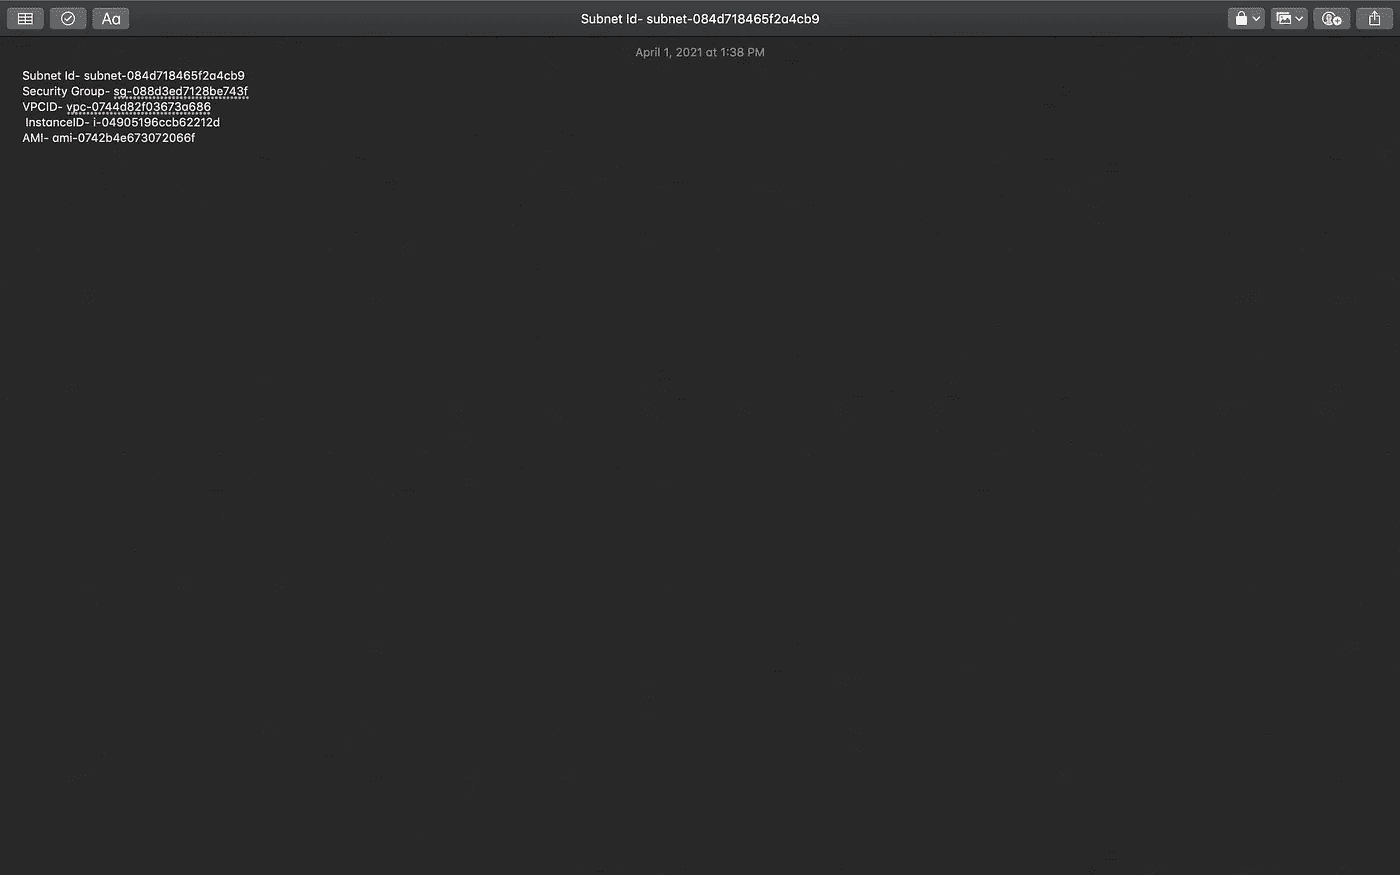 Aa
Subnet Id- subnet-084d718465f2a4cb9
April 1, 2021 at 1:38 PM
Subnet Id- subnet-084d718465f2a4cb9
Security Group- sg-088d3ed7128be743f
VPCID- vpc-0744d82f03673a686
InstanceID- i-04905196ccb62212d
AMI- ami-0742b4e673072066f